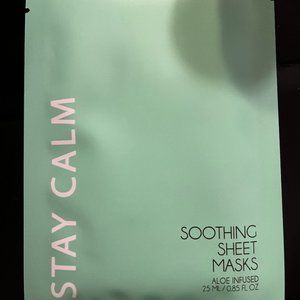 STAY CALM
SOOTHING
SHEET
MASKS
ALOE INFUSED
25 ML / 0.85 FL OZ